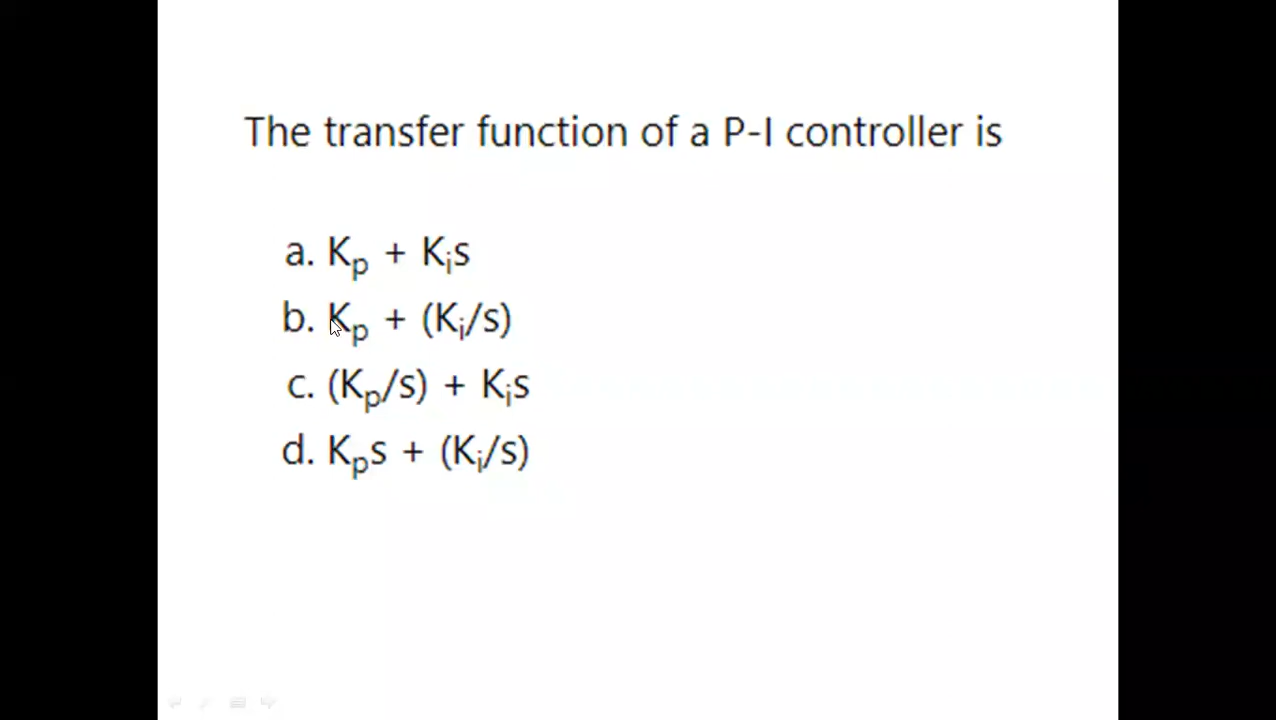 The transfer function of a P-I controller is
a. Kₚ + Kᵢs
b. Kₚ + (Kᵢ/s)
c. (Kₚ/s) + Kᵢs
d. Kₚs + (Kᵢ/s)